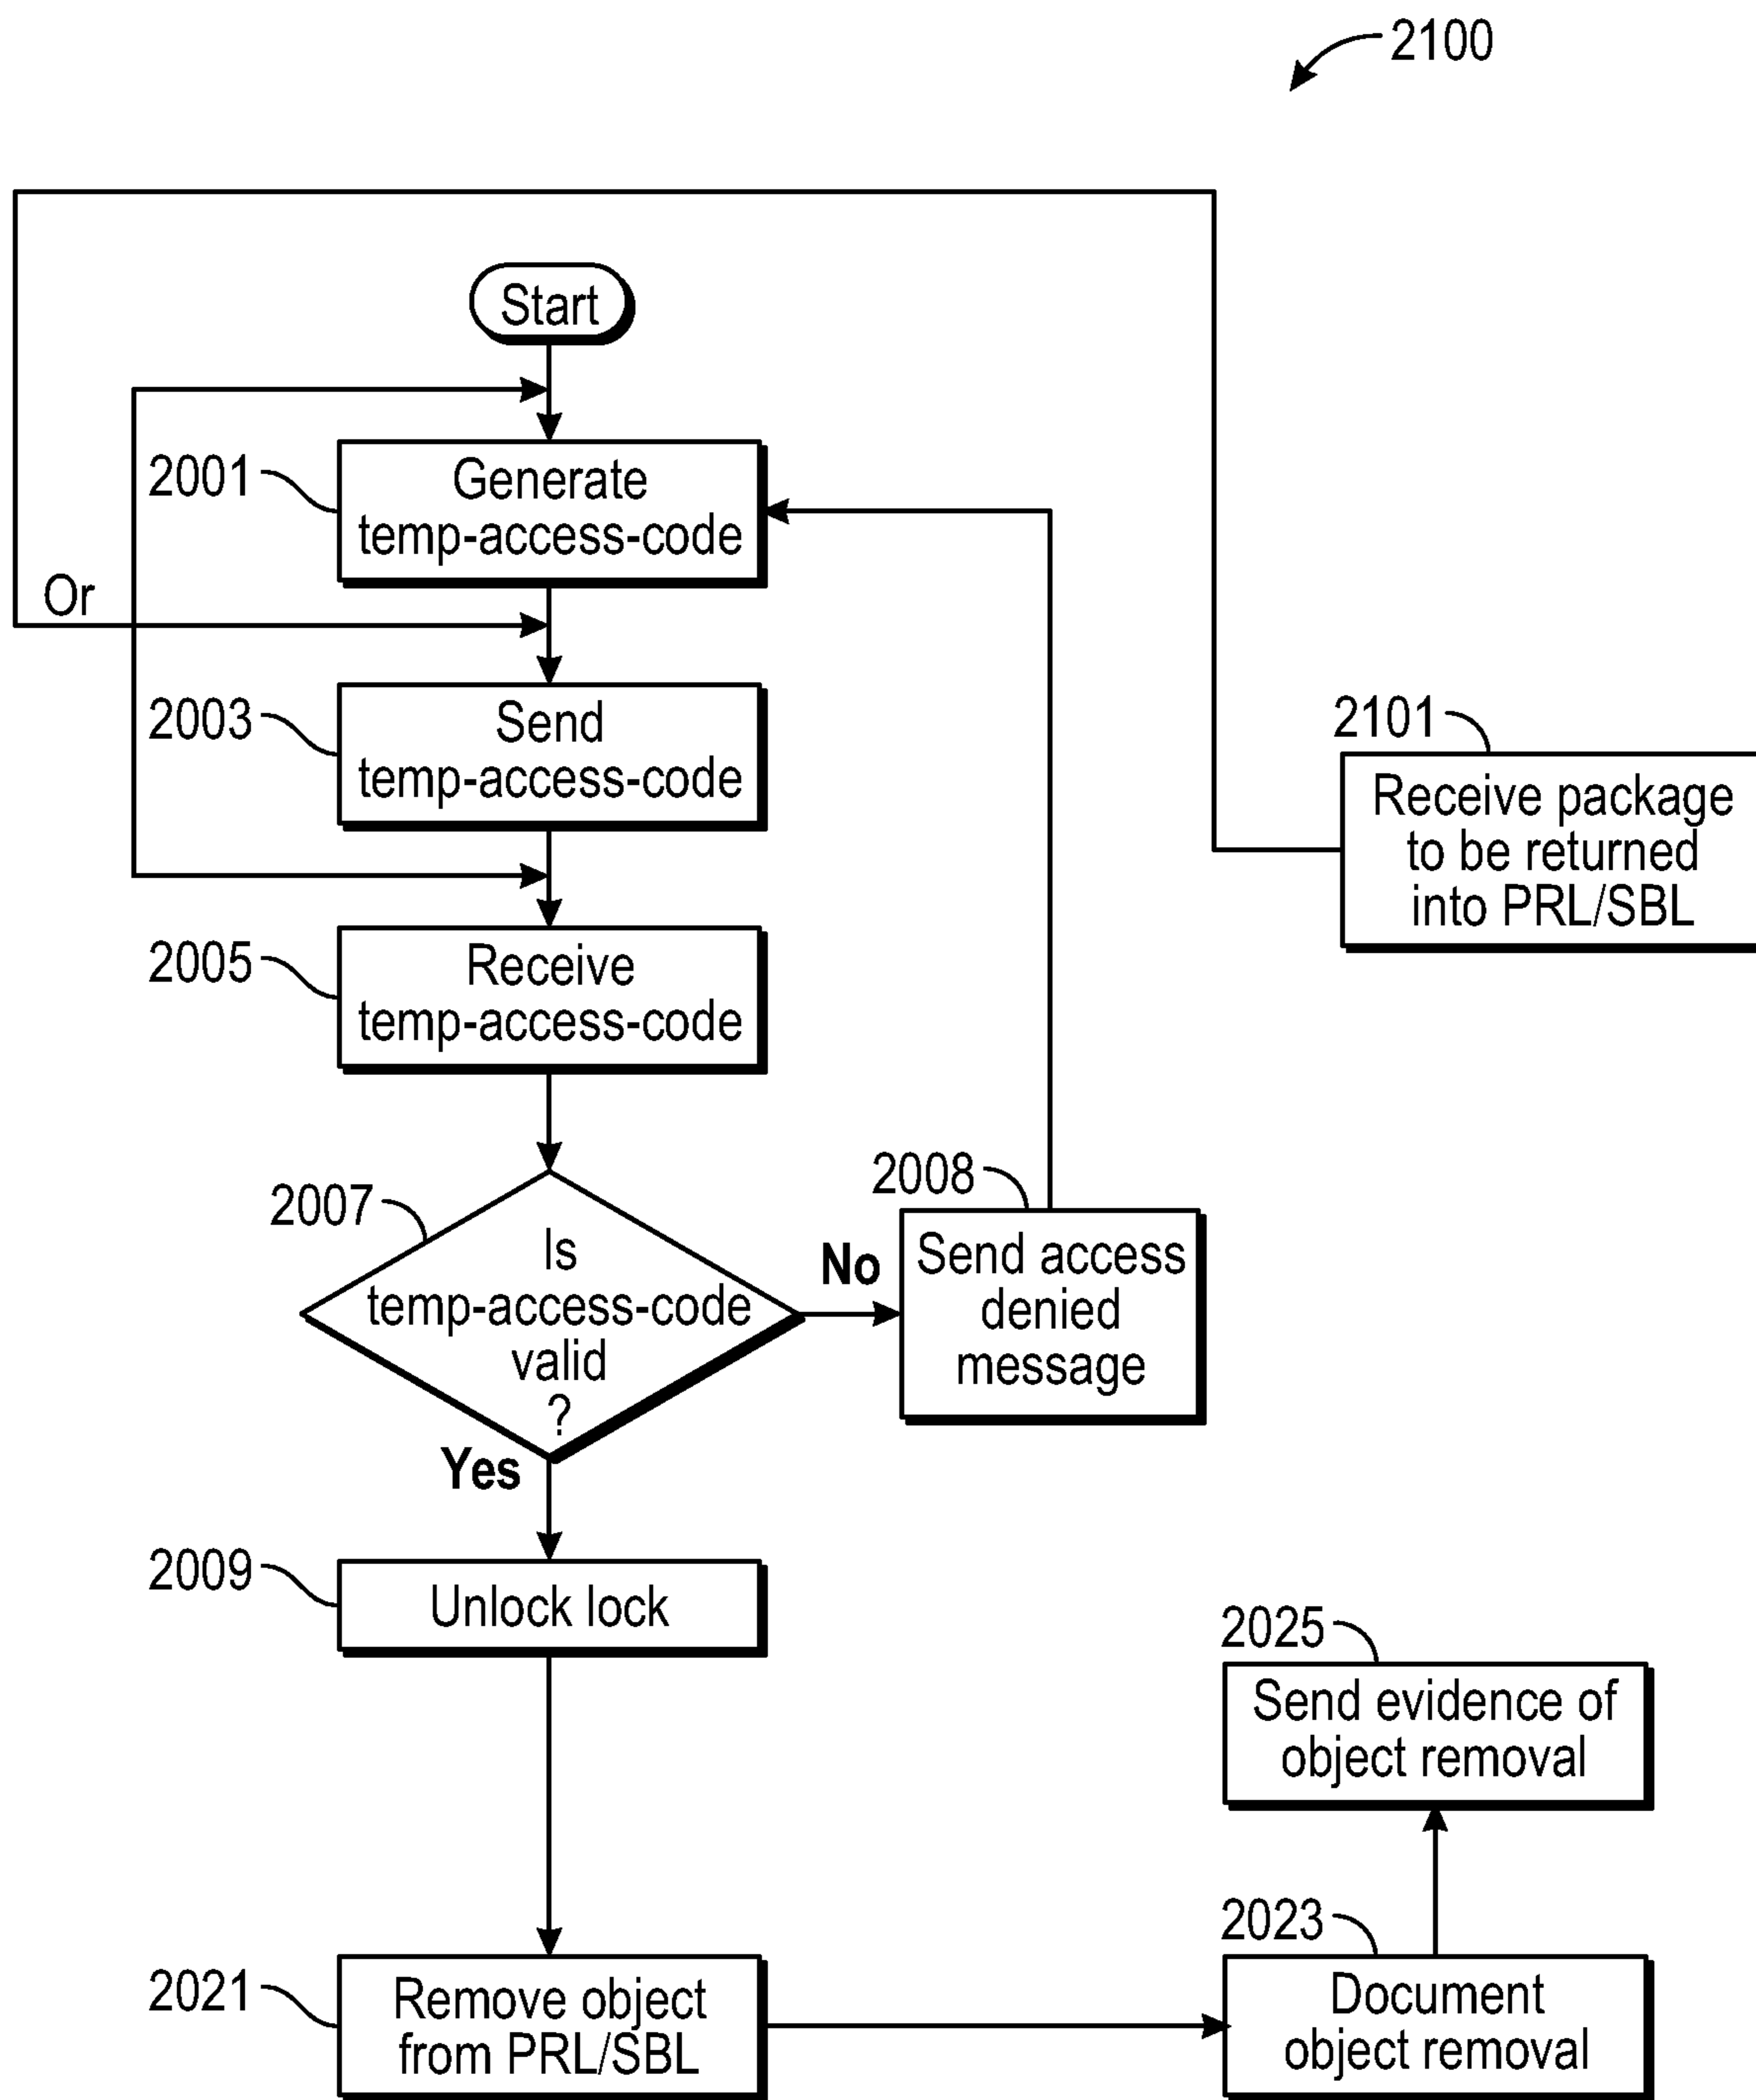 2100
Start
2001
Generate
temp-access-code
Or
2003
Send
temp-access-code
2101
Receive package
to be returned
into PRL/SBL
2005
Receive
temp-access-code
2007
Is
temp-access-code
valid
?
No
Yes
2008
Send access
denied
message
2009
Unlock lock
2025
Send evidence of
object removal
2021
Remove object
from PRL/SBL
2023
Document
object removal